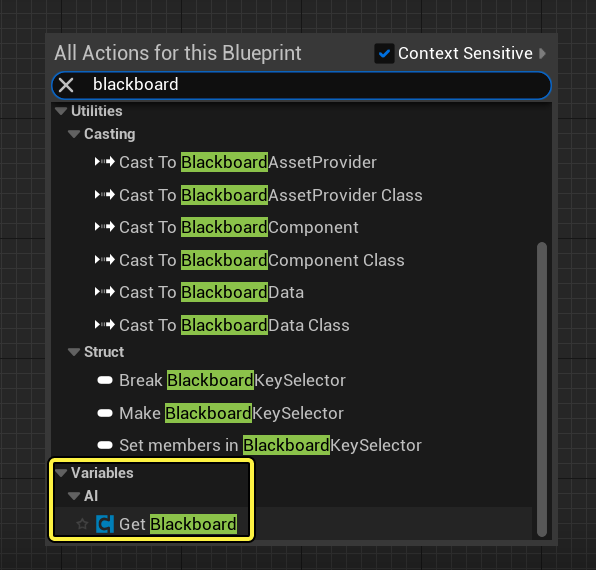 All Actions for this Blueprint Context Sensitive
blackboard
Utilities
Casting
Cast To BlackboardAssetProvider
Cast To BlackboardAssetProvider Class
Cast To BlackboardComponent
Cast To BlackboardComponent Class
Cast To BlackboardData
Cast To BlackboardData Class
Struct
Break BlackboardKeySelector
Make BlackboardKeySelector
Set members in BlackboardKeySelector
Variables
AI
Get Blackboard